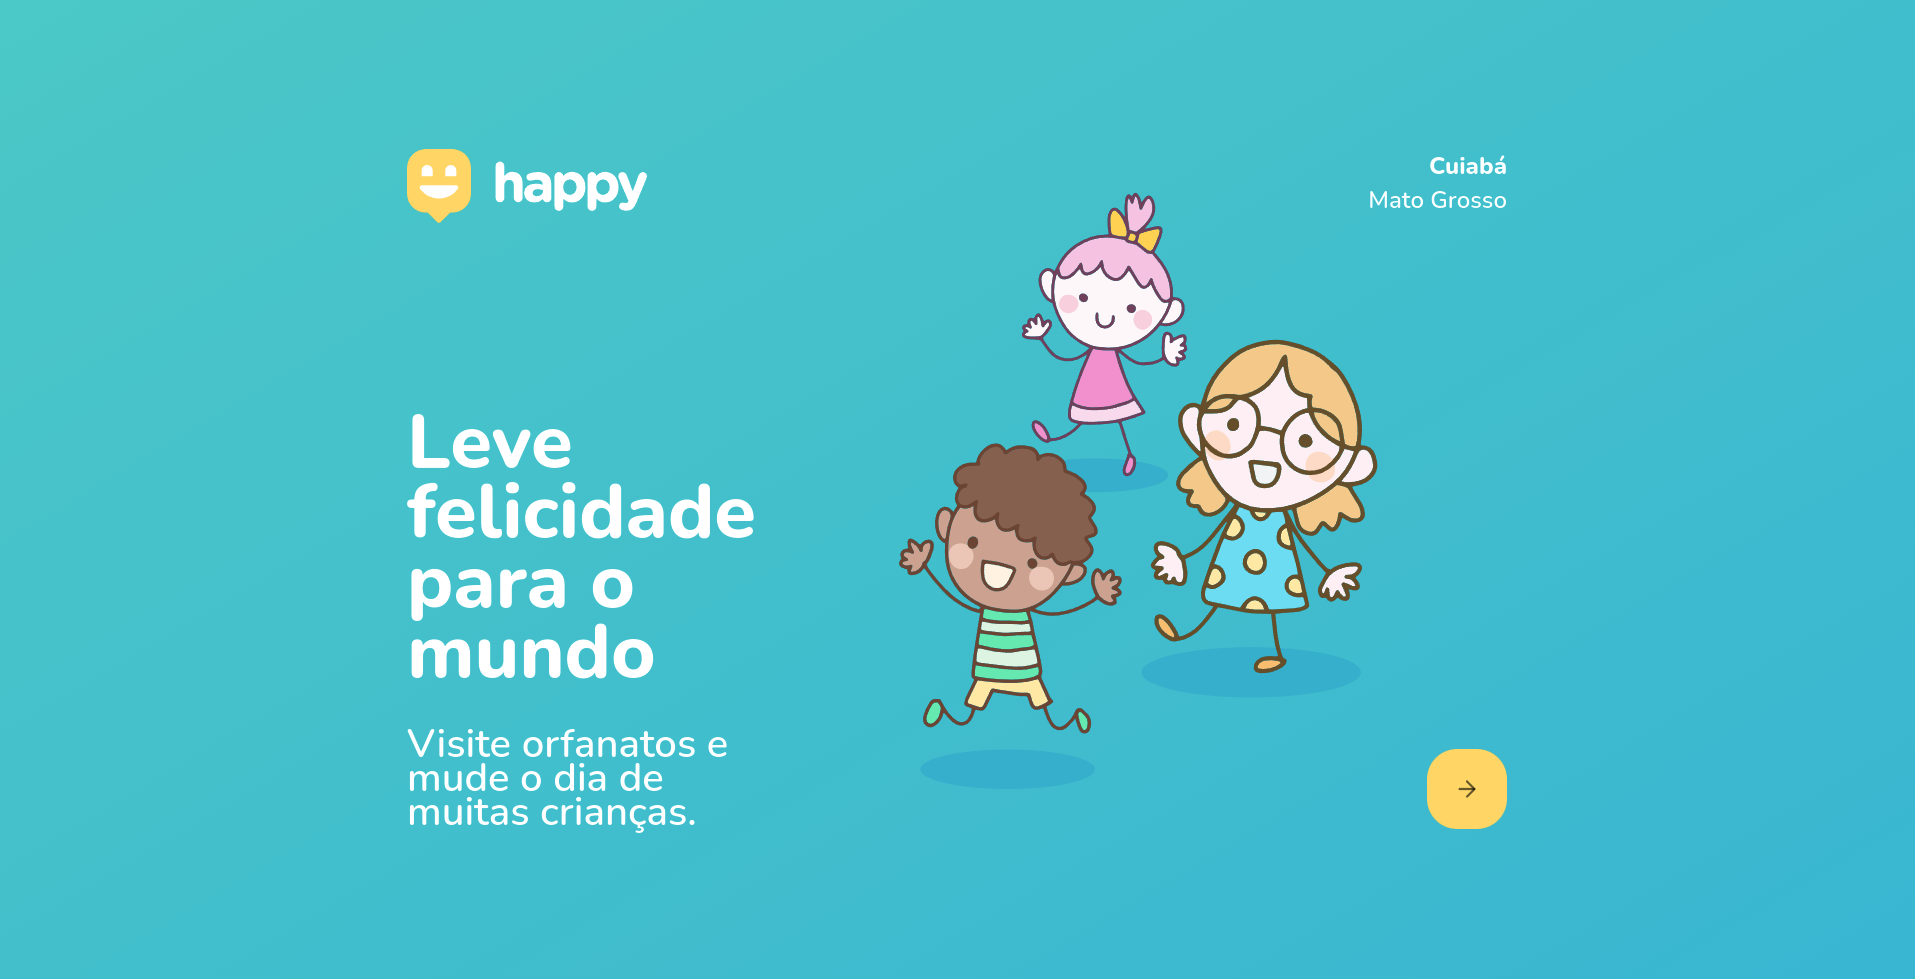 happy
Cuiabá
Mato Grosso
Leve
felicidade
para o
mundo
Visite orfanatos e
mude o dia de
muitas crianças.